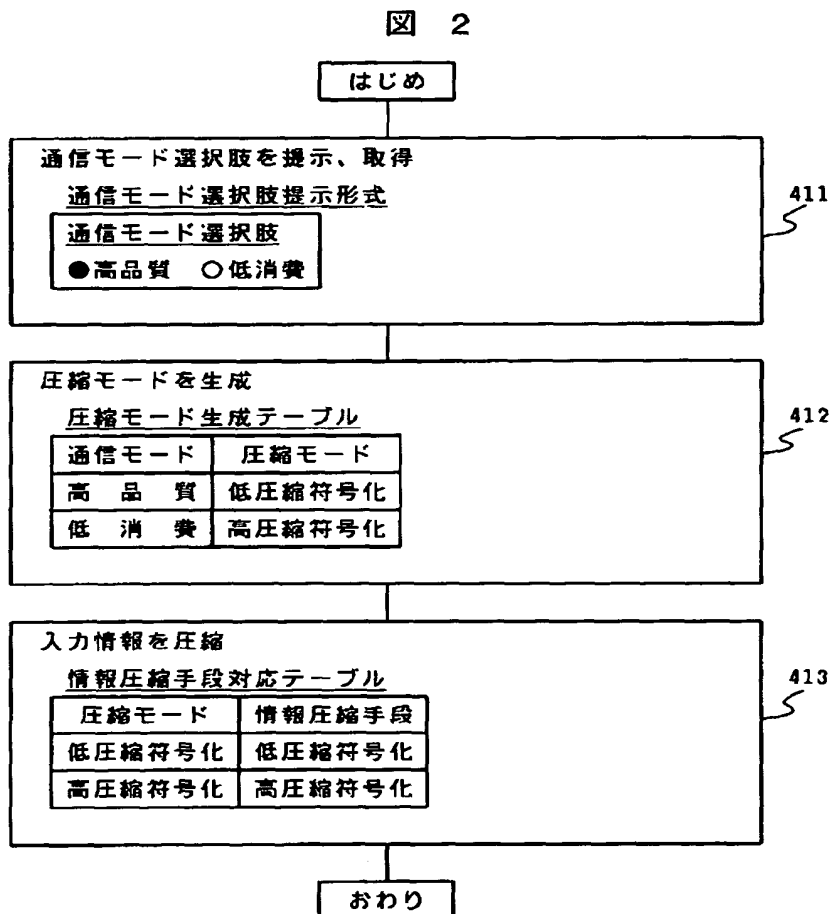 図 2
はじめ
通信モード選択肢を提示、取得
通信モード選択肢提示形式
通信モード選択肢
●高品質 ○低消費
411
圧縮モードを生成
圧縮モード生成テーブル
通信モード 圧縮モード
高品質 低圧縮符号化
低消費 高圧縮符号化
412
入力情報を圧縮
情報圧縮手段対応テーブル
圧縮モード 情報圧縮手段
低圧縮符号化 低圧縮符号化
高圧縮符号化 高圧縮符号化
413
おわり